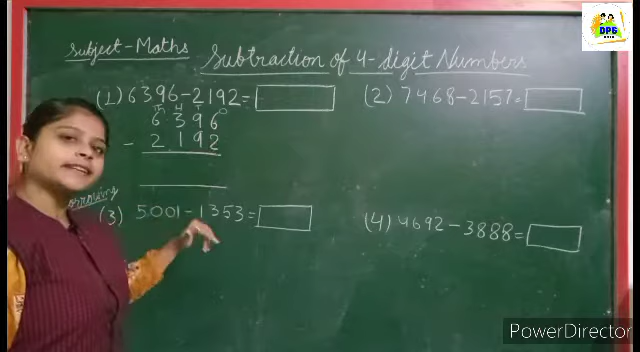 Subject - Maths
Subtraction of 4-digit Numbers
(1) 6396-2192=
Th H T O
6 3 9 6
- 2 1 9 2
(2) 7468-2157=
Borrowing
(3) 5001-1353=
(4) 4692-3888=
DPG
PowerDirector